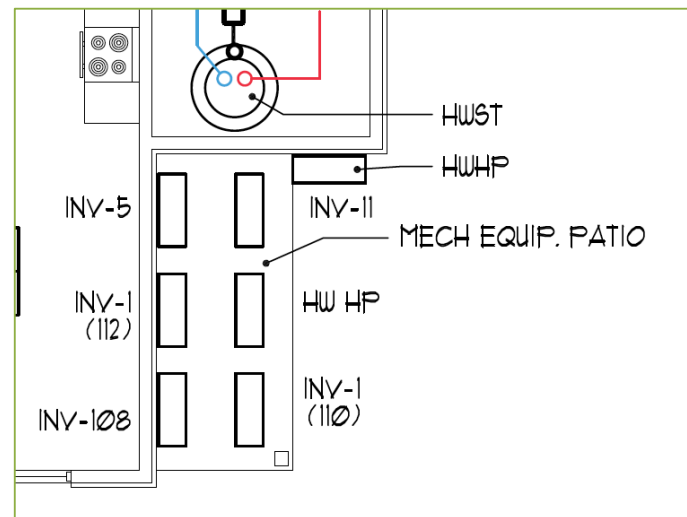 HWST
HWHP
INV-5
INV-11
MECH EQUIP. PATIO
INV-1
(112)
HW HP
INV-1
(110)
INV-108